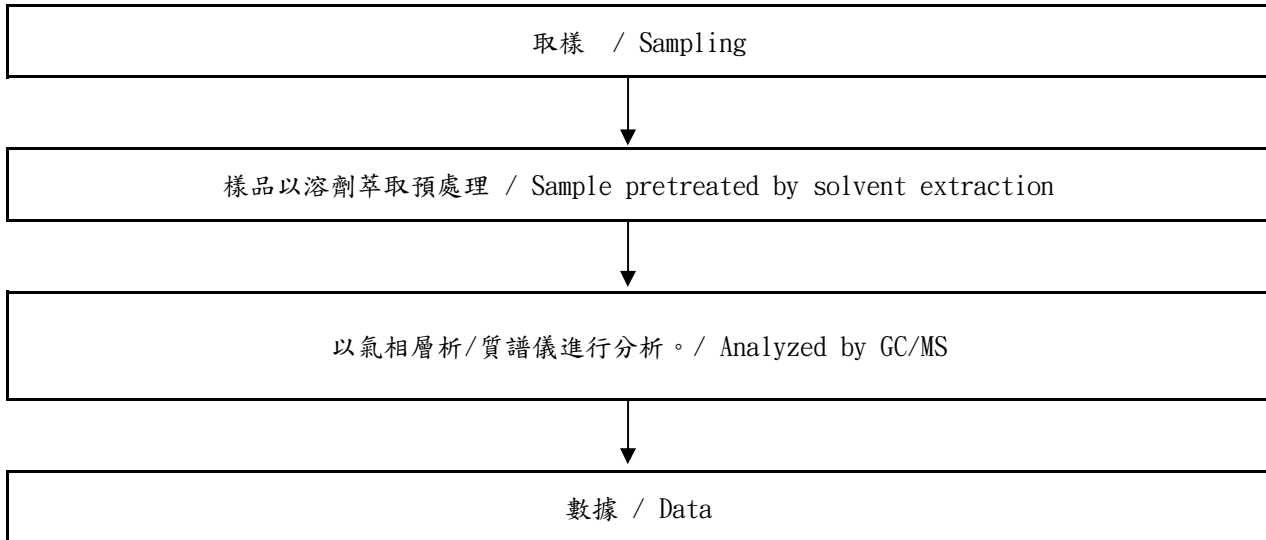 取樣 / Sampling
樣品以溶劑萃取預處理 / Sample pretreated by solvent extraction
以氣相層析/質譜儀進行分析。/ Analyzed by GC/MS
數據 / Data